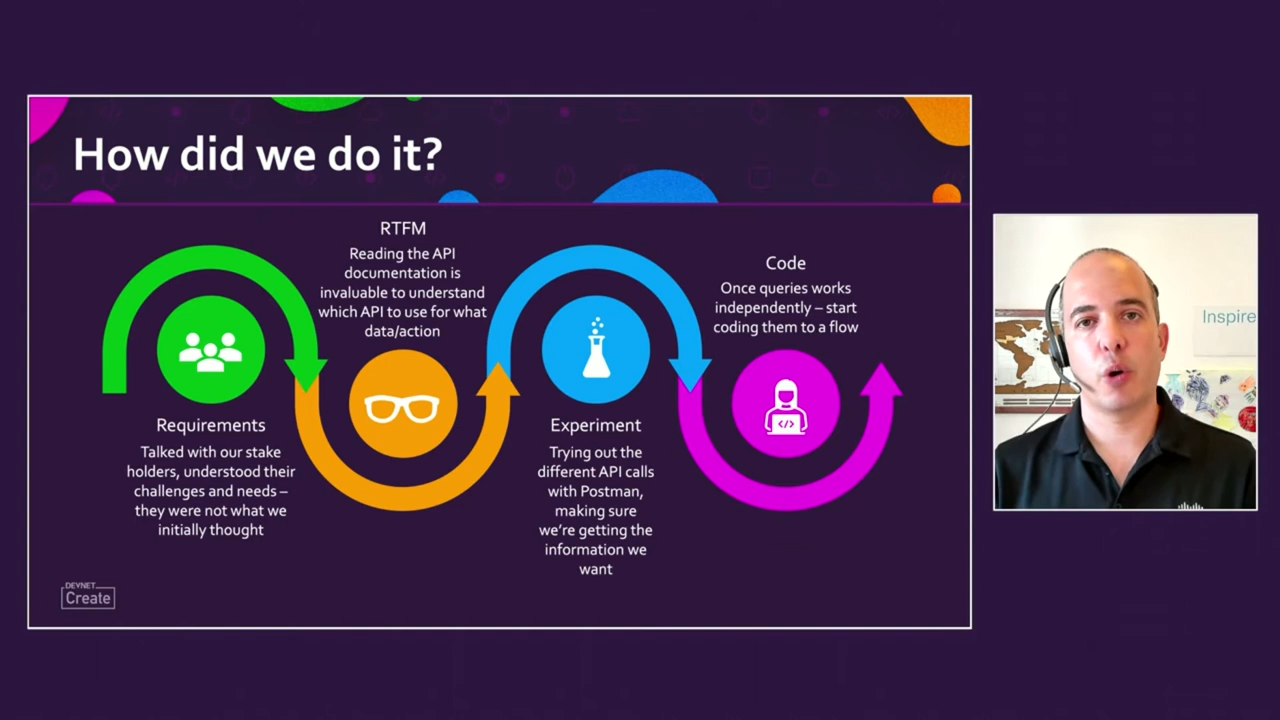 How did we do it?
RTFM
Reading the API
documentation is
invaluable to understand
which API to use for what
data/action
Code
Once queries works
independently – start
coding them to a flow
</>
Requirements
Talked with our stake
holders, understood their
challenges and needs –
they were not what we
initially thought
Experiment
Trying out the
different API calls
with Postman,
making sure
we're getting the
information we
want
DEVNET
Create
Inspire